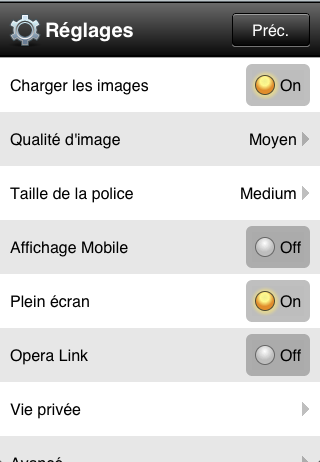 Réglages
Préc.
Charger les images On
Qualité d'image Moyen
Taille de la police Medium
Affichage Mobile Off
Plein écran On
Opera Link Off
Vie privée
Avancé